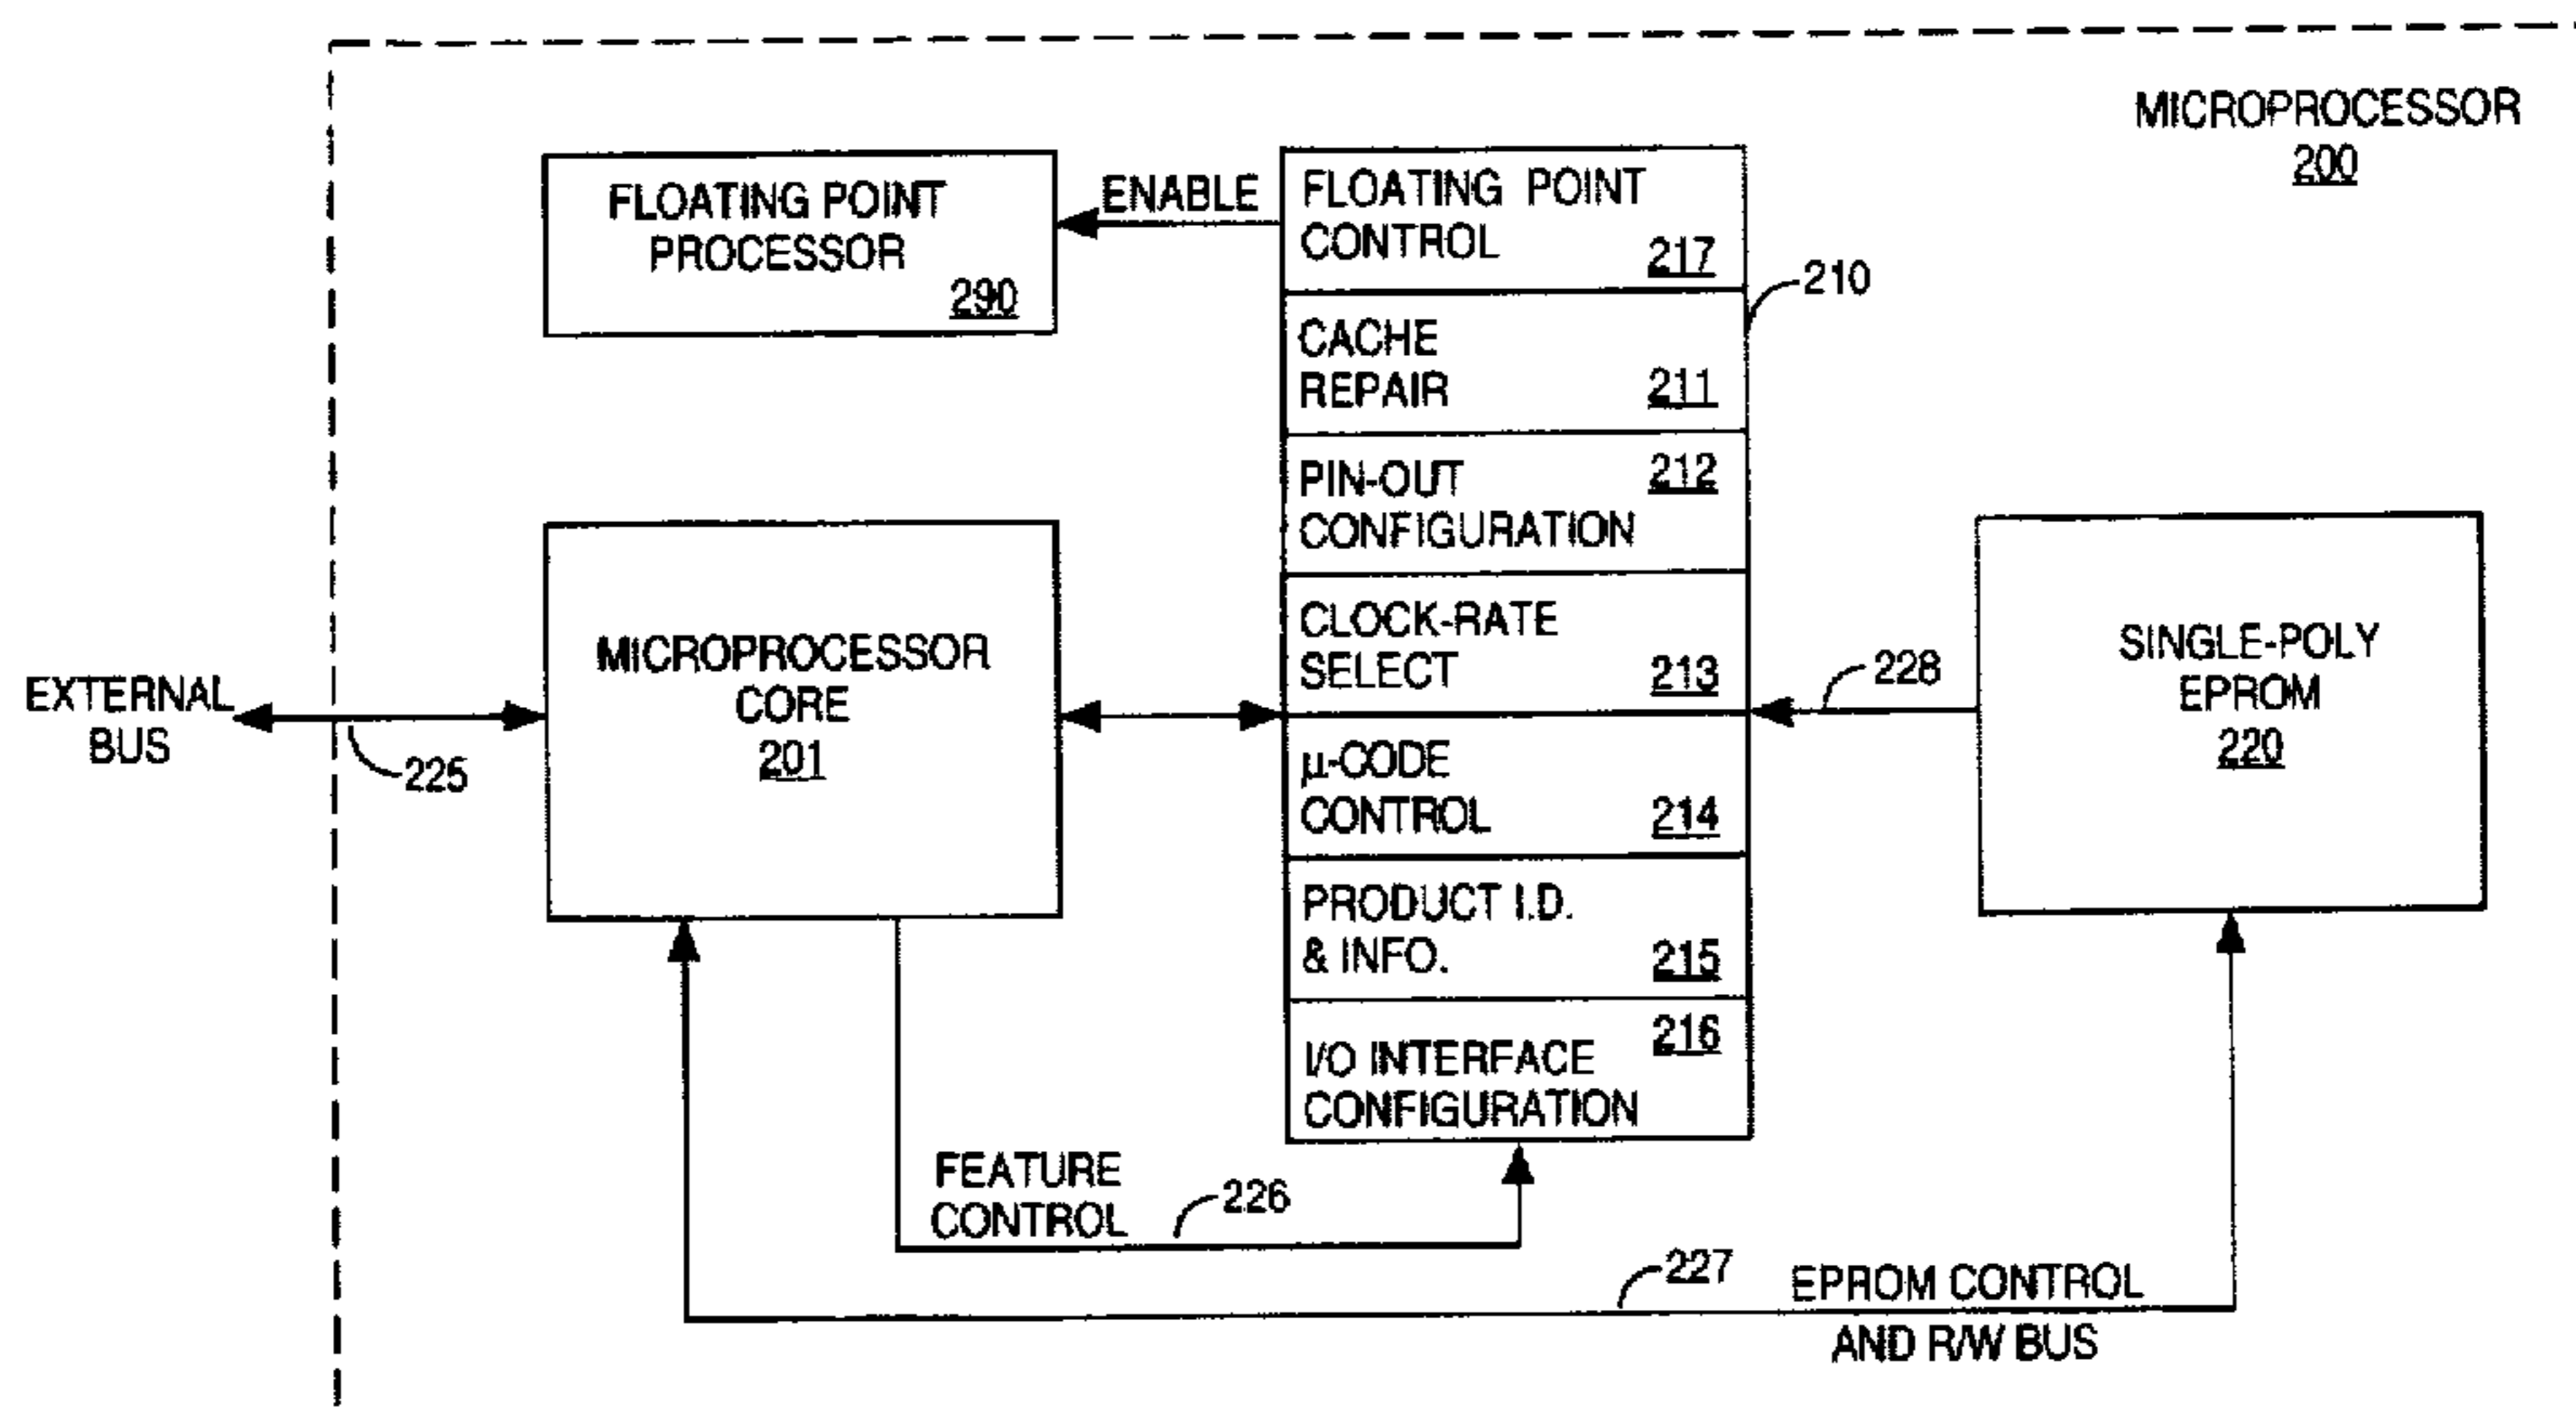 MICROPROCESSOR
200
FLOATING POINT
PROCESSOR
290
ENABLE
FLOATING POINT
CONTROL
217
210
CACHE
REPAIR
211
PIN-OUT
CONFIGURATION
212
CLOCK-RATE
SELECT
213
µ-CODE
CONTROL
214
PRODUCT I.D.
& INFO.
215
I/O INTERFACE
CONFIGURATION
216
EXTERNAL
BUS
225
MICROPROCESSOR
CORE
201
228
SINGLE-POLY
EPROM
220
FEATURE
CONTROL
226
227
EPROM CONTROL
AND R/W BUS